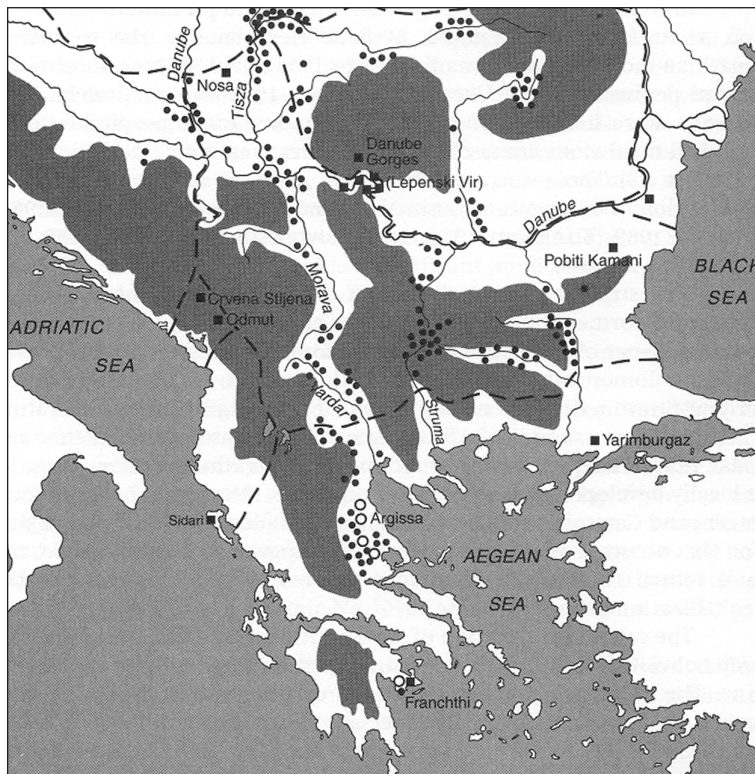 Danube
Nosa
Tisza
Danube
Gorges
(Lepenski Vir)
Danube
Pobiti Kamani
BLACK
SEA
Morava
Crvena Stijena
Odmut
ADRIATIC
SEA
Vardar
Struma
Yarimburgaz
Sidari
Argissa
AEGEAN
SEA
Franchthi